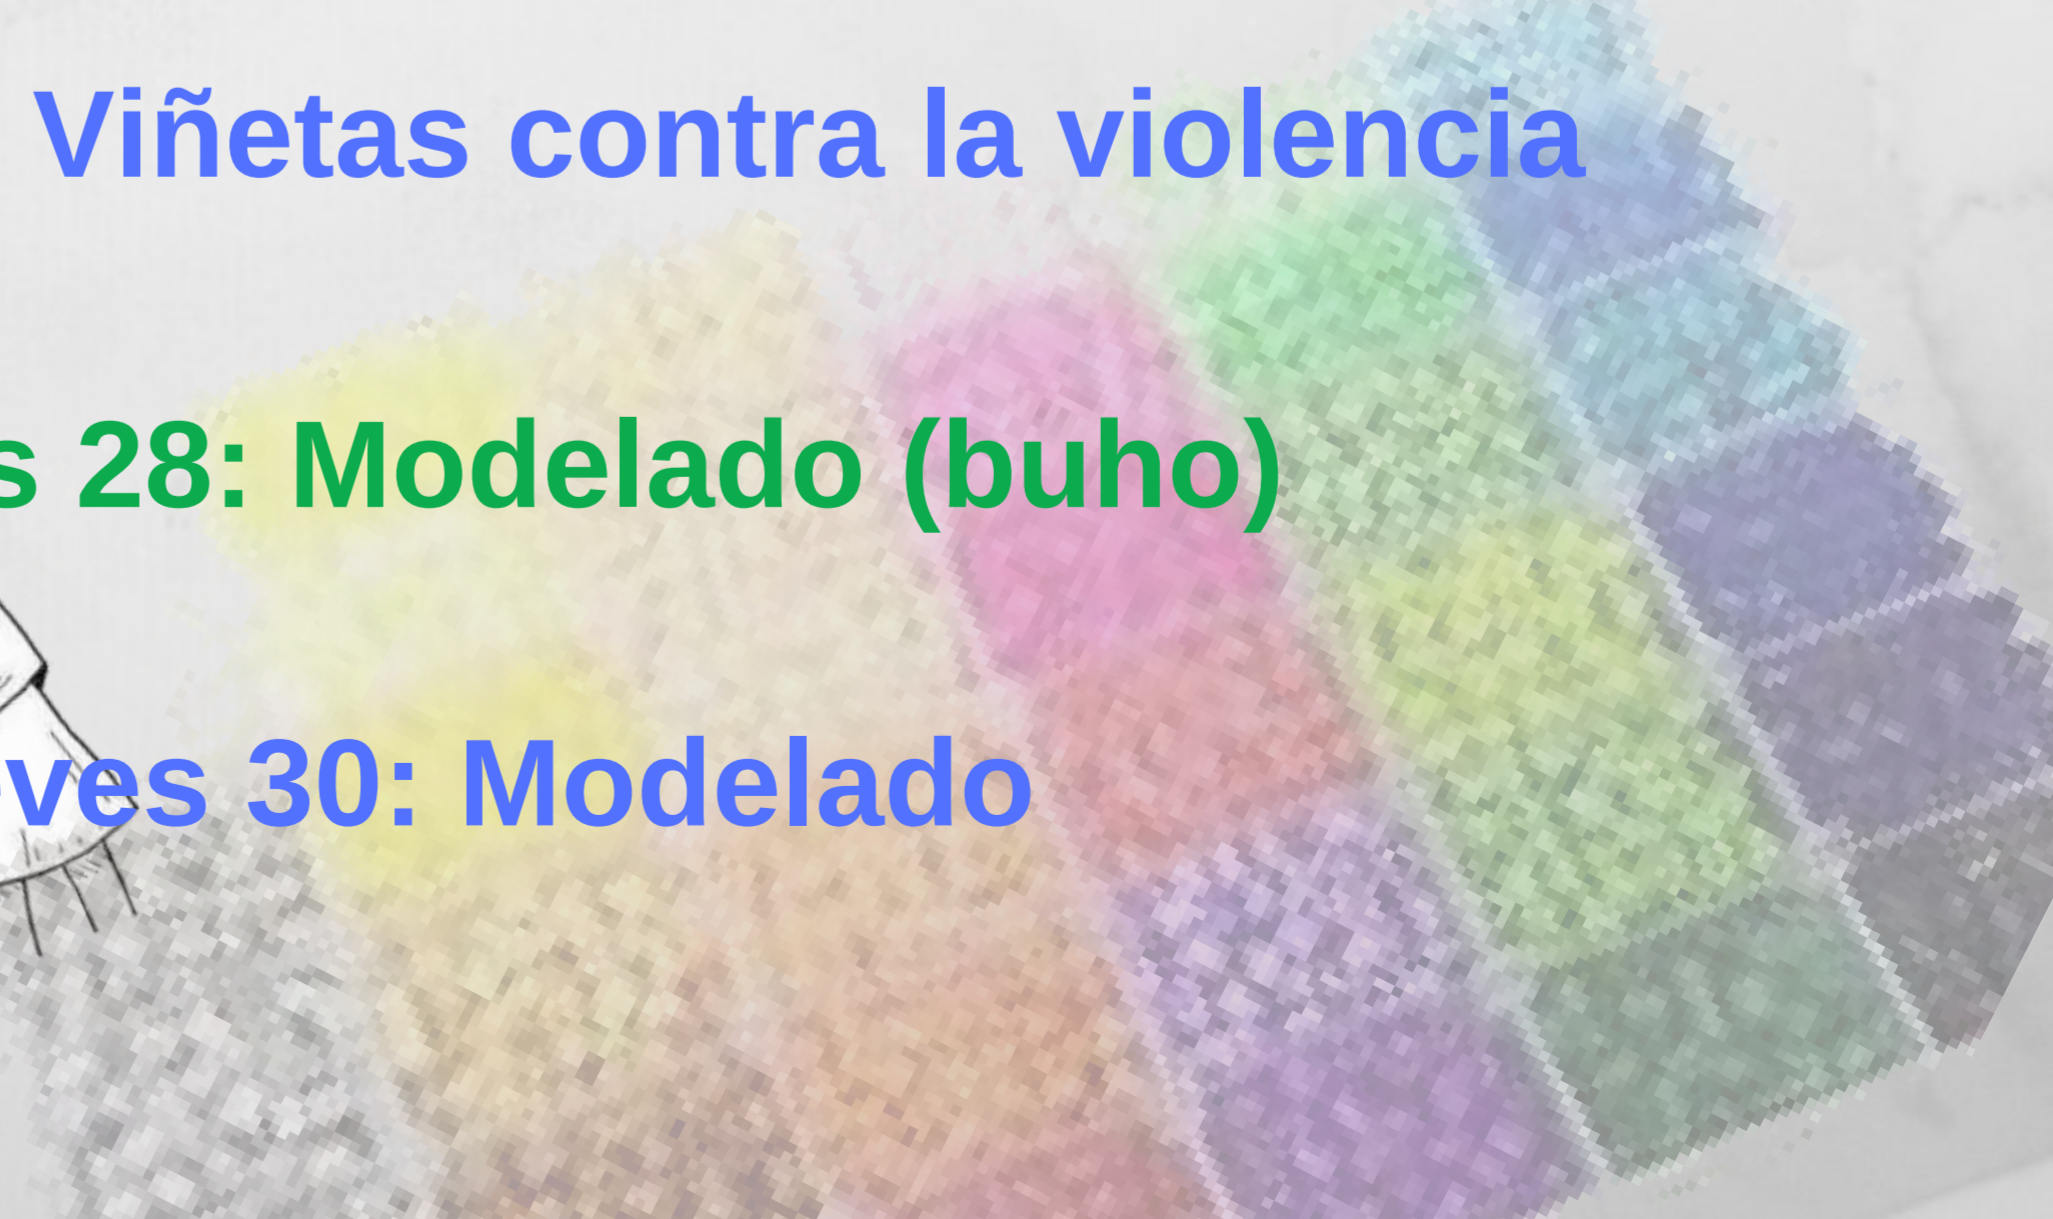 Viñetas contra la violencia
s 28: Modelado (buho)
ves 30: Modelado